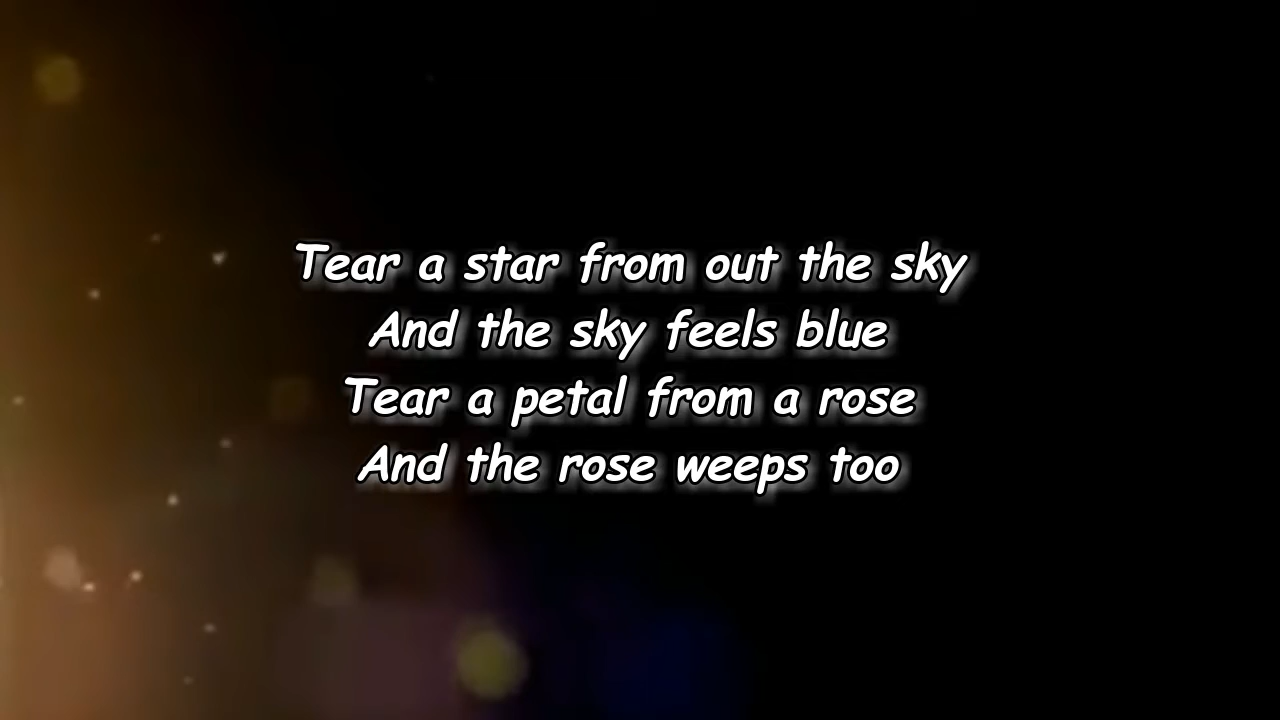 Tear a star from out the sky
And the sky feels blue
Tear a petal from a rose
And the rose weeps too